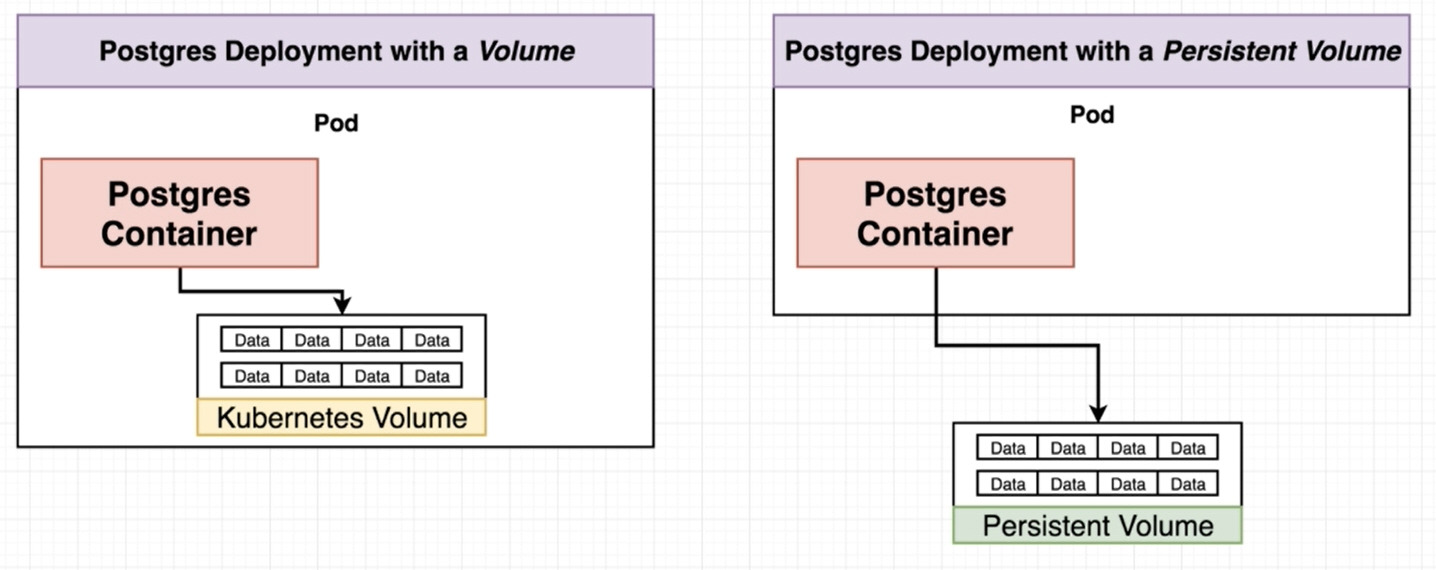 Postgres Deployment with a Volume
Pod
Postgres
Container
Data Data Data Data
Data Data Data Data
Kubernetes Volume
Postgres Deployment with a Persistent Volume
Pod
Postgres
Container
Data Data Data Data
Data Data Data Data
Persistent Volume